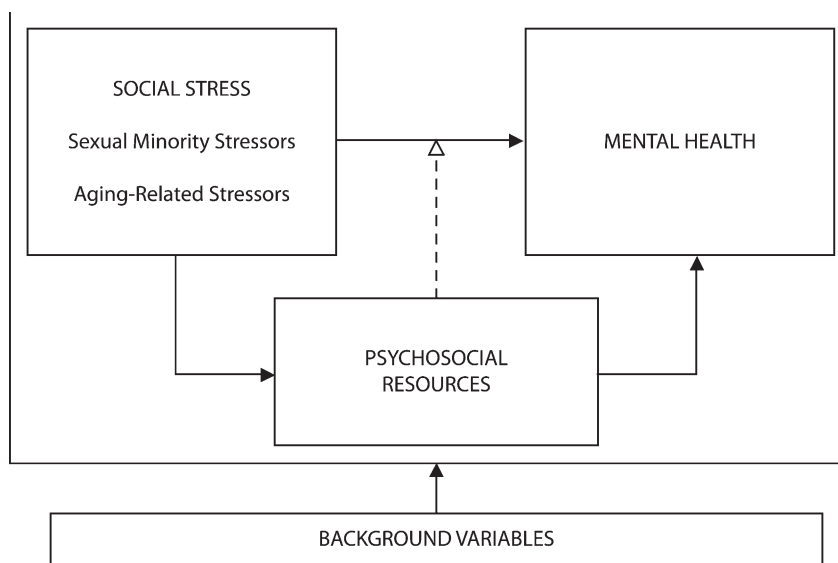 SOCIAL STRESS
Sexual Minority Stressors
Aging-Related Stressors
MENTAL HEALTH
PSYCHOSOCIAL
RESOURCES
BACKGROUND VARIABLES